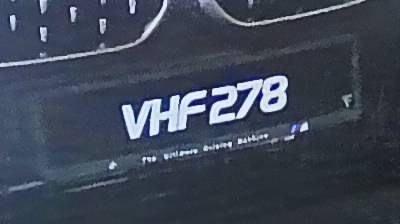 VHF278
The Ultimate Driving Machine